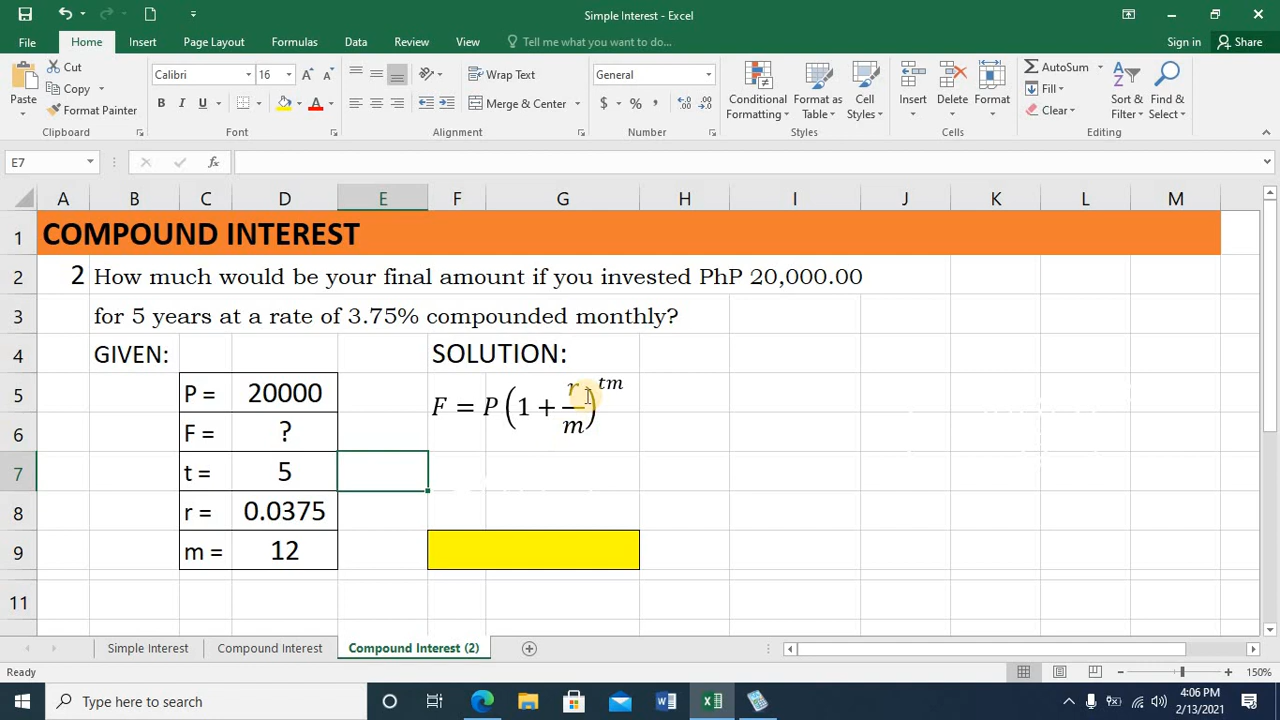 Simple Interest - Excel
File Home Insert Page Layout Formulas Data Review View Tell me what you want to do... Sign in Share
Paste
Cut
Copy
Format Painter
Clipboard
Calibri 16
B I U
Font
Wrap Text
Merge & Center
Alignment
General
$ % ,
Number
Conditional Formatting
Format as Table
Cell Styles
Styles
Insert Delete Format
Cells
AutoSum
Fill
Clear
Sort & Filter
Find & Select
Editing
E7 fx
A B C D E F G H I J K L M
1 COMPOUND INTEREST
2 2 How much would be your final amount if you invested PhP 20,000.00
3 for 5 years at a rate of 3.75% compounded monthly?
4 GIVEN: SOLUTION:
5 P = 20000 F = P(1 + r/m)^tm
6 F = ?
7 t = 5
8 r = 0.0375
9 m = 12
11
Simple Interest Compound Interest Compound Interest (2)
Ready 150%
Type here to search 4:06 PM
2/13/2021